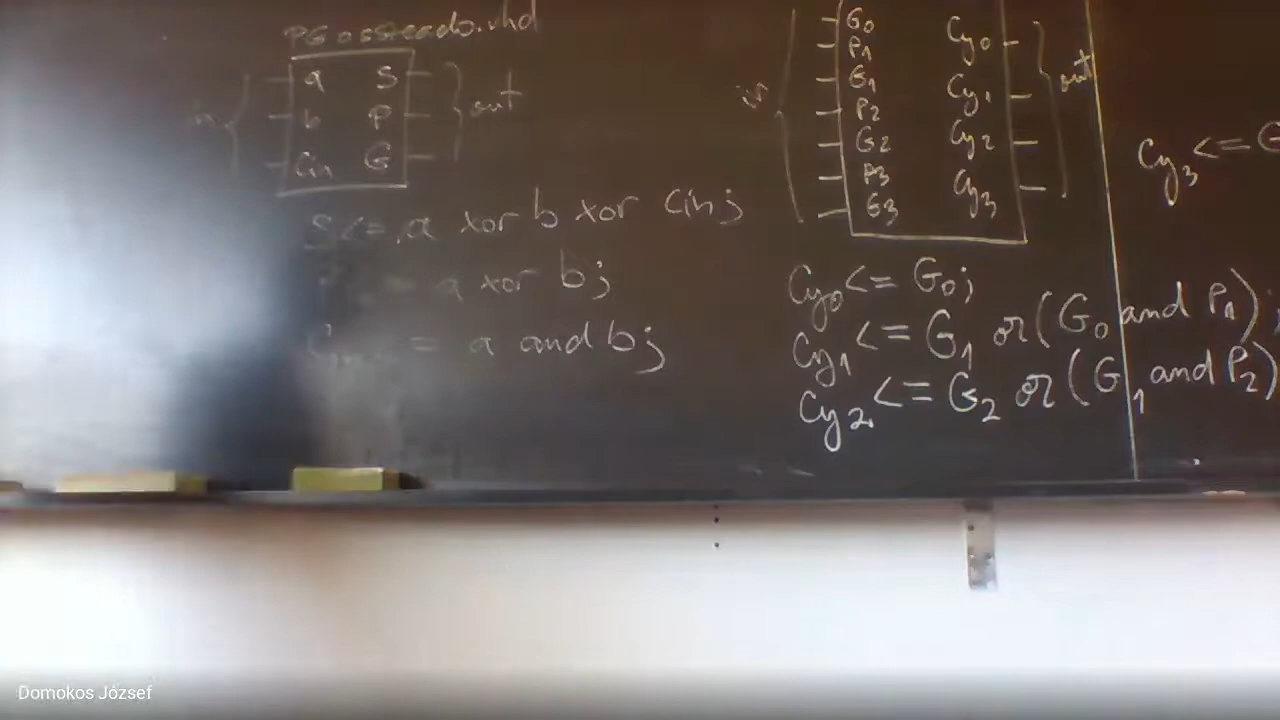 PGosszeado.vhd
in
a S
b P
Cin G
out
S <= a xor b xor Cin;
= a xor b;
= a and b;
in
G0 Cy0
P1
G1 Cy1
P2
G2 Cy2
P3
G3 Cy3
out
Cy0 <= G0;
Cy1 <= G1 or (G0 and P1);
Cy2 <= G2 or (G1 and P2)
Cy3 <= G
Domokos József